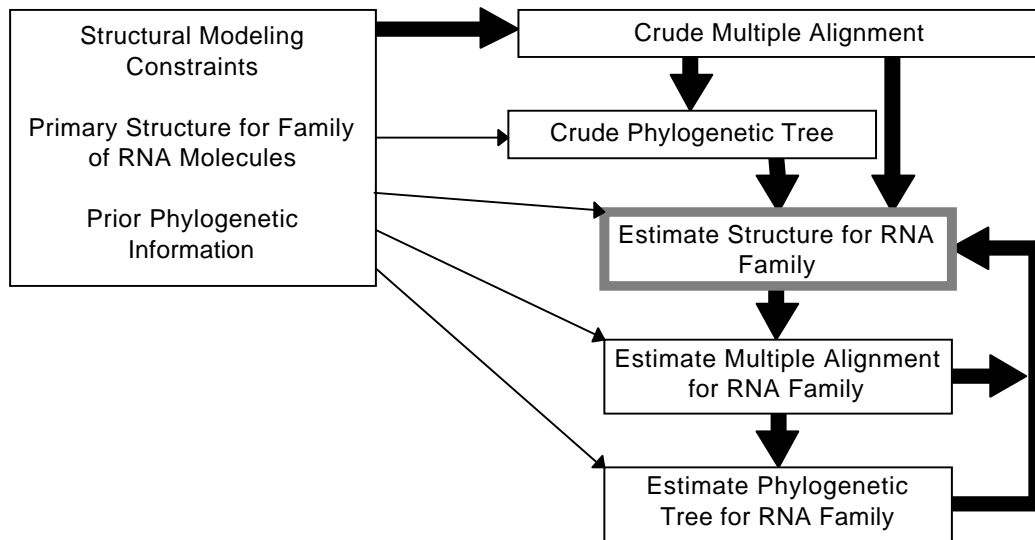 Structural Modeling
Constraints
Primary Structure for Family
of RNA Molecules
Prior Phylogenetic
Information
Crude Multiple Alignment
Crude Phylogenetic Tree
Estimate Structure for RNA
Family
Estimate Multiple Alignment
for RNA Family
Estimate Phylogenetic
Tree for RNA Family